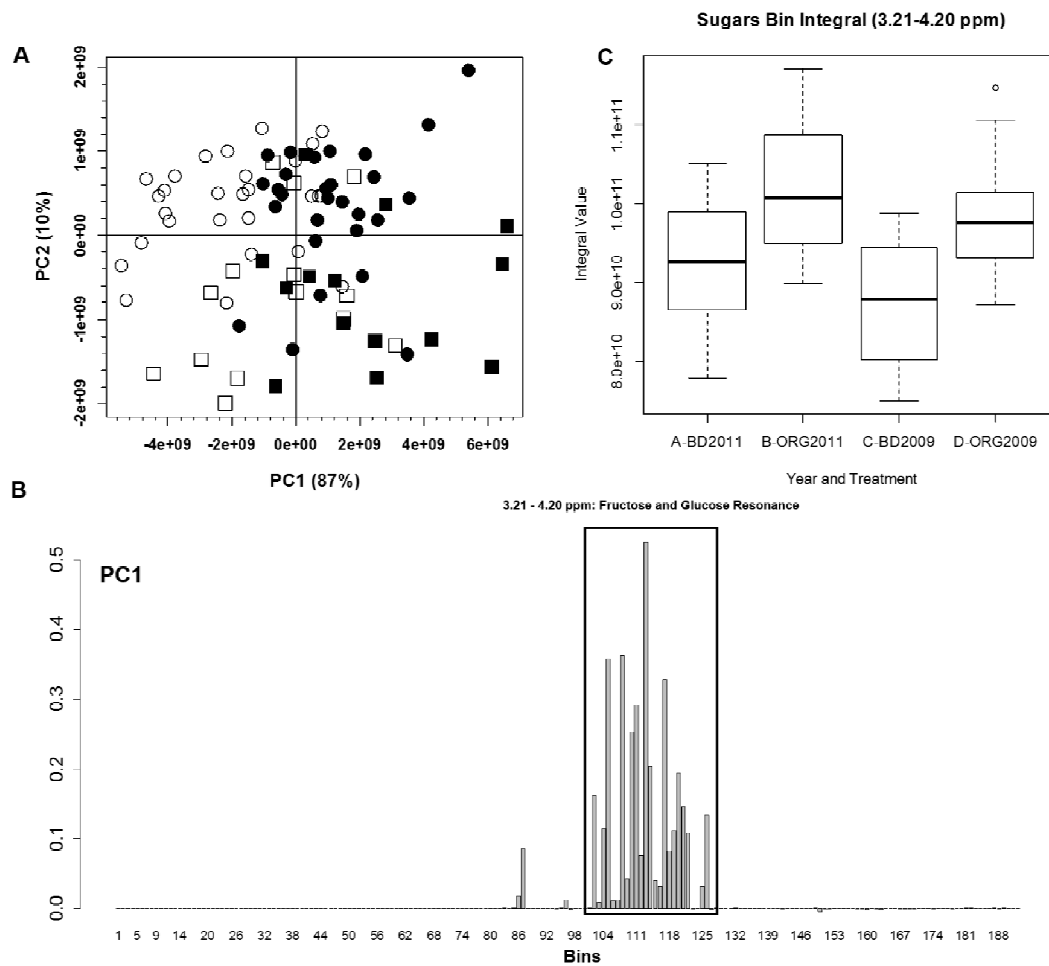 A
2e+09
1e+09
0e+00
-1e+09
-2e+09
PC2 (10%)
-4e+09 -2e+09 0e+00 2e+09 4e+09 6e+09
PC1 (87%)
Sugars Bin Integral (3.21-4.20 ppm)
C
1.1e+11
1.0e+11
9.0e+10
8.0e+10
Integral Value
A-BD2011 B-ORG2011 C-BD2009 D-ORG2009
Year and Treatment
B
3.21 - 4.20 ppm: Fructose and Glucose Resonance
PC1
0.5
0.4
0.3
0.2
0.1
0.0
1 5 9 14 20 26 32 38 44 50 56 62 68 74 80 86 92 98 104 111 118 125 132 139 146 153 160 167 174 181 188
Bins